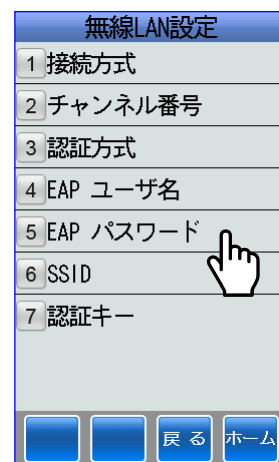 無線LAN設定
1 接続方式
2 チャンネル番号
3 認証方式
4 EAP ユーザ名
5 EAP パスワード
6 SSID
7 認証キー
戻る ホーム